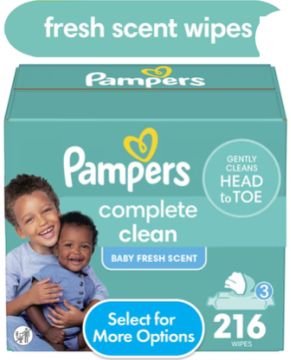 fresh scent wipes
Pampers
Pampers
complete
clean
BABY FRESH SCENT
GENTLY
CLEANS
HEAD
to TOE
3
216
WIPES
Select for
More Options